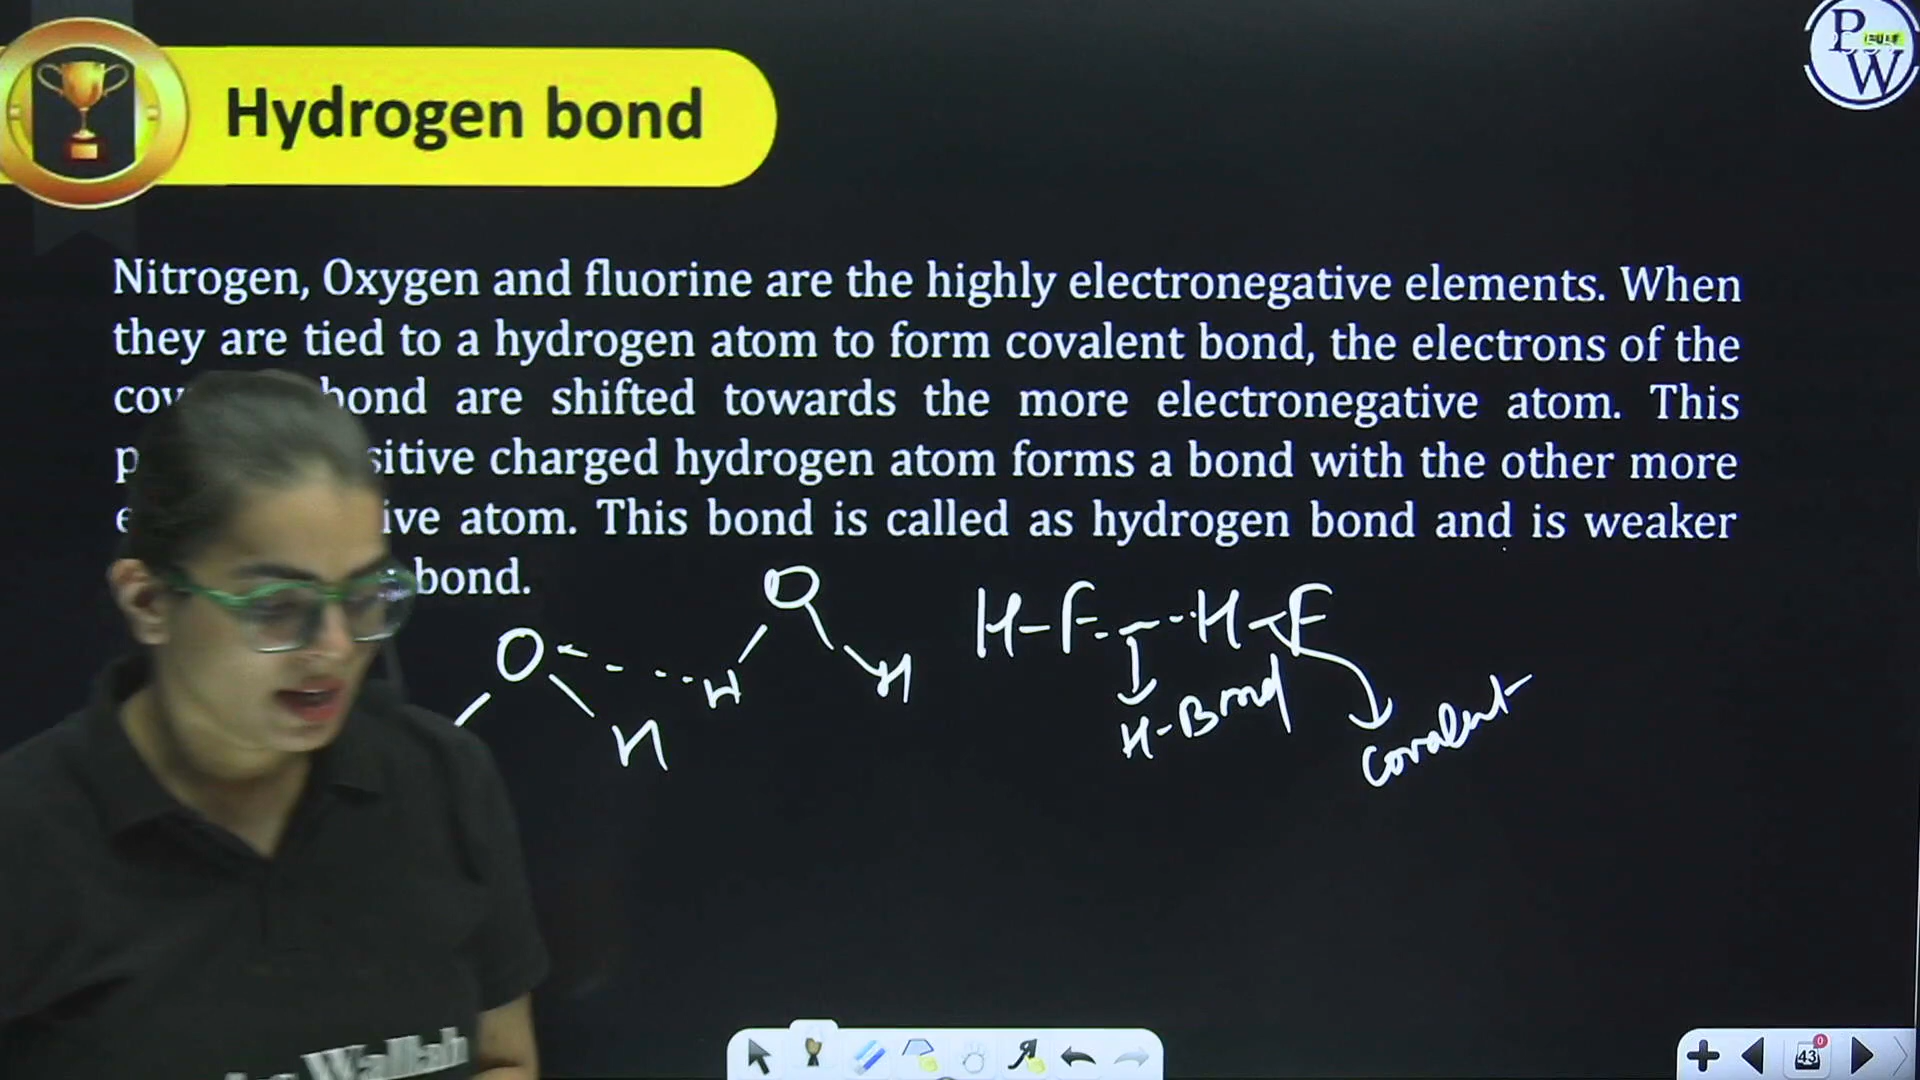 P
W
Hydrogen bond
Nitrogen, Oxygen and fluorine are the highly electronegative elements. When
they are tied to a hydrogen atom to form covalent bond, the electrons of the
bond are shifted towards the more electronegative atom. This
sitive charged hydrogen atom forms a bond with the other more
ive atom. This bond is called as hydrogen bond and is weaker
bond.
O H H O H
H-F---H-F
H-Bond
covalent
Wallah
43
0